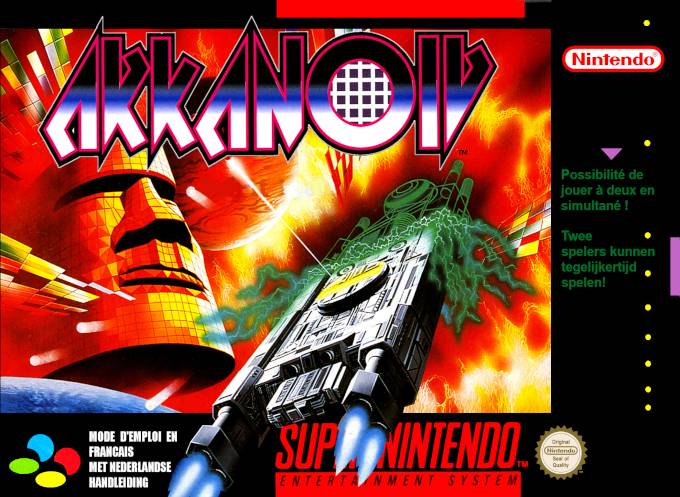 ARKANOID
TM
Nintendo
Possibilité de
jouer à deux en
simultané !
Twee
spelers kunnen
tegelijkertijd
spelen!
MODE D'EMPLOI EN
FRANCAIS
MET NEDERLANDSE
HANDLEIDING
SUPER NINTENDO
TM
ENTERTAINMENT SYSTEM
Original
Nintendo
Seal of
Quality